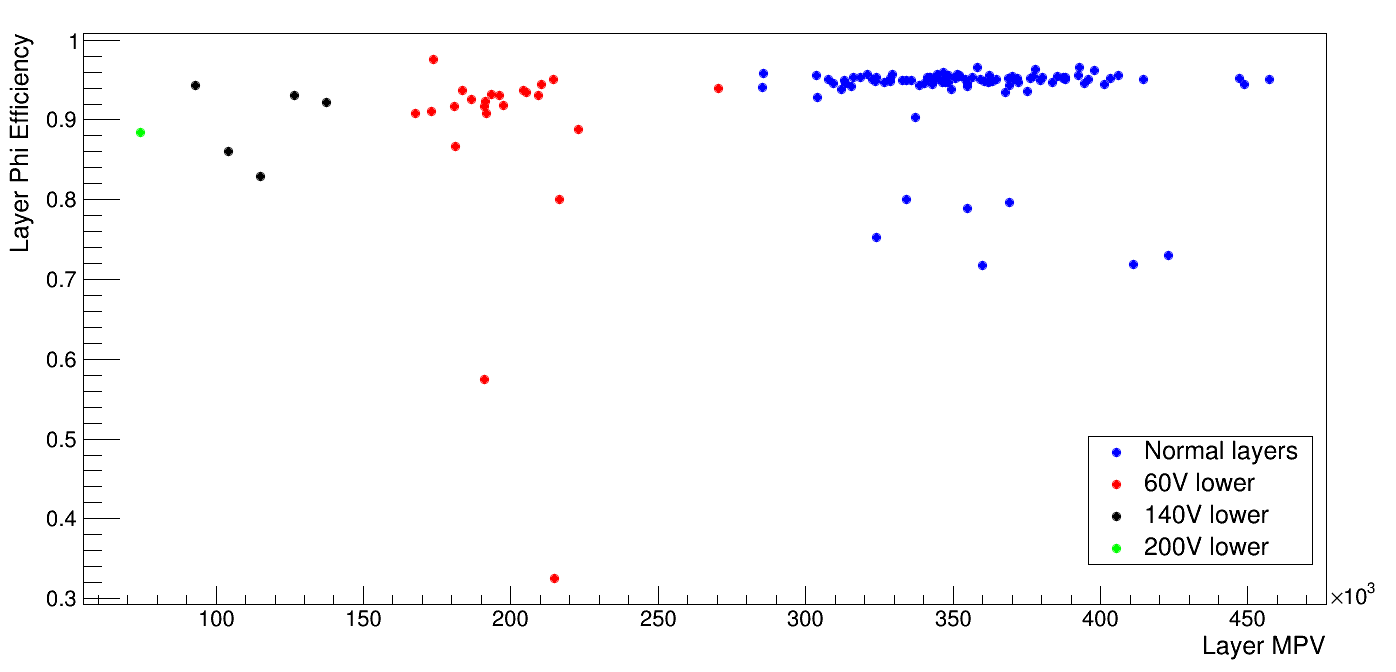 Layer Phi Efficiency
1
0.9
0.8
0.7
0.6
0.5
0.4
0.3
Normal layers
60V lower
140V lower
200V lower
100 150 200 250 300 350 400 450
×10³
Layer MPV